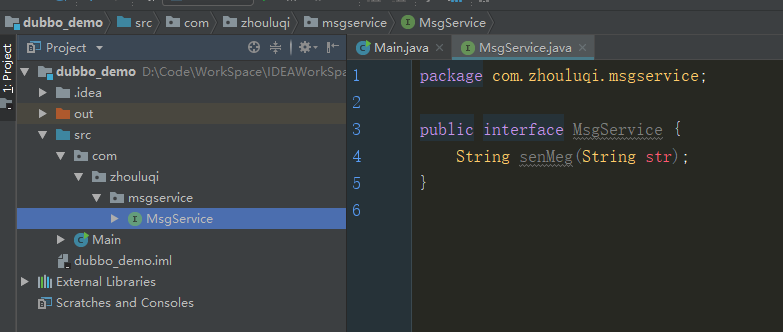 dubbo_demo src com zhouluqi msgservice MsgService
1: Project
Project
dubbo_demo D:\Code\WorkSpace\IDEAWorkSpa
.idea
out
src
com
zhouluqi
msgservice
MsgService
Main
dubbo_demo.iml
External Libraries
Scratches and Consoles
Main.java MsgService.java
1 package com.zhouluqi.msgservice;
2
3 public interface MsgService {
4 String senMeg(String str);
5 }
6